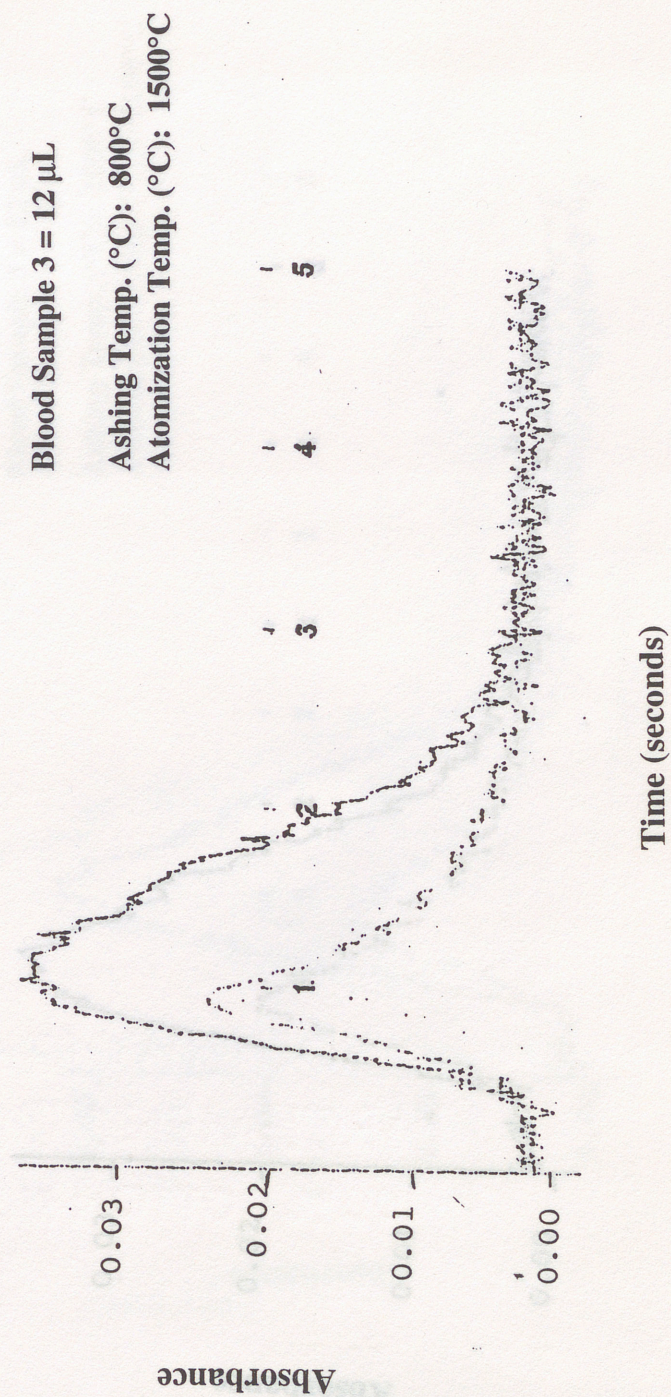 Blood Sample 3 = 12 µL
Ashing Temp. (°C): 800°C
Atomization Temp. (°C): 1500°C
Absorbance
0.03
0.02
0.01
0.00
1
2
3
4
5
Time (seconds)